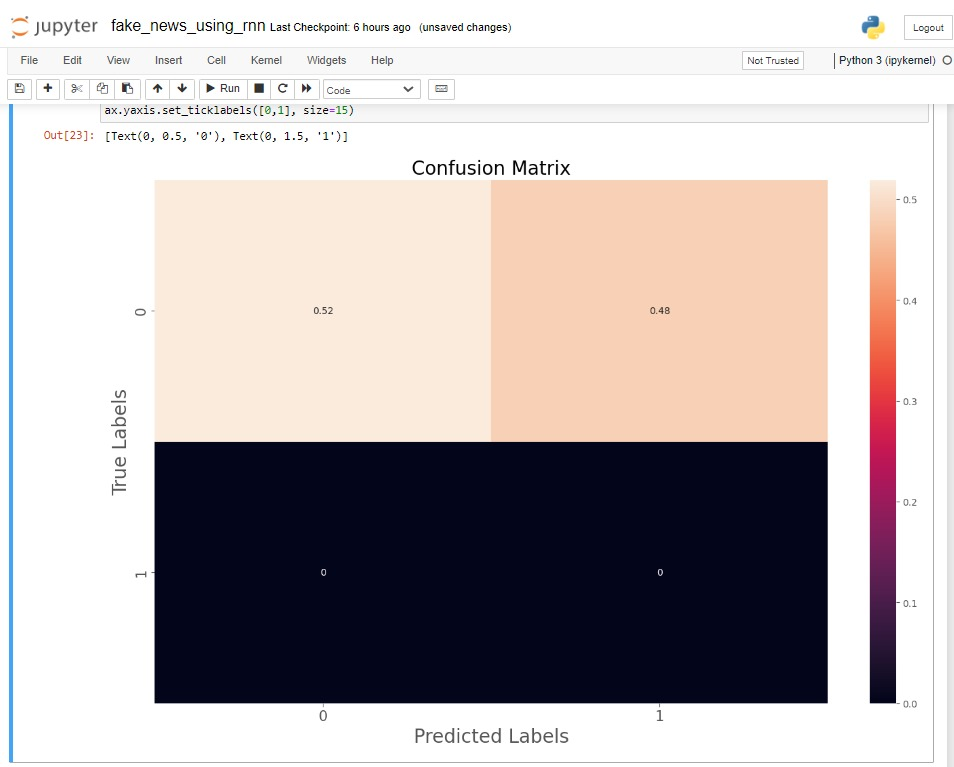 jupyter fake_news_using_rnn Last Checkpoint: 6 hours ago (unsaved changes) Logout
File Edit View Insert Cell Kernel Widgets Help Not Trusted Python 3 (ipykernel)
Run Code
ax.yaxis.set_ticklabels([0,1], size=15)
Out[23]: [Text(0, 0.5, '0'), Text(0, 1.5, '1')]
Confusion Matrix
0.5
0.4
0 0.52 0.48
0.3
True Labels
0.2
1 0 0
0.1
0.0
0 1
Predicted Labels